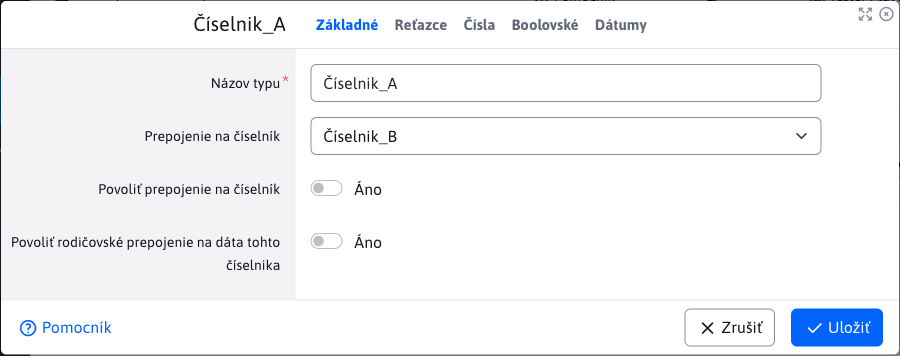 Číselnik_A
Základné
Reťazce
Čísla
Boolovské
Dátumy
Názov typu*
Číselnik_A
Prepojenie na číselník
Číselnik_B
Povoliť prepojenie na číselník
Áno
Povoliť rodičovské prepojenie na dáta tohto
číselnika
Áno
Pomocník
Zrušiť
Uložiť